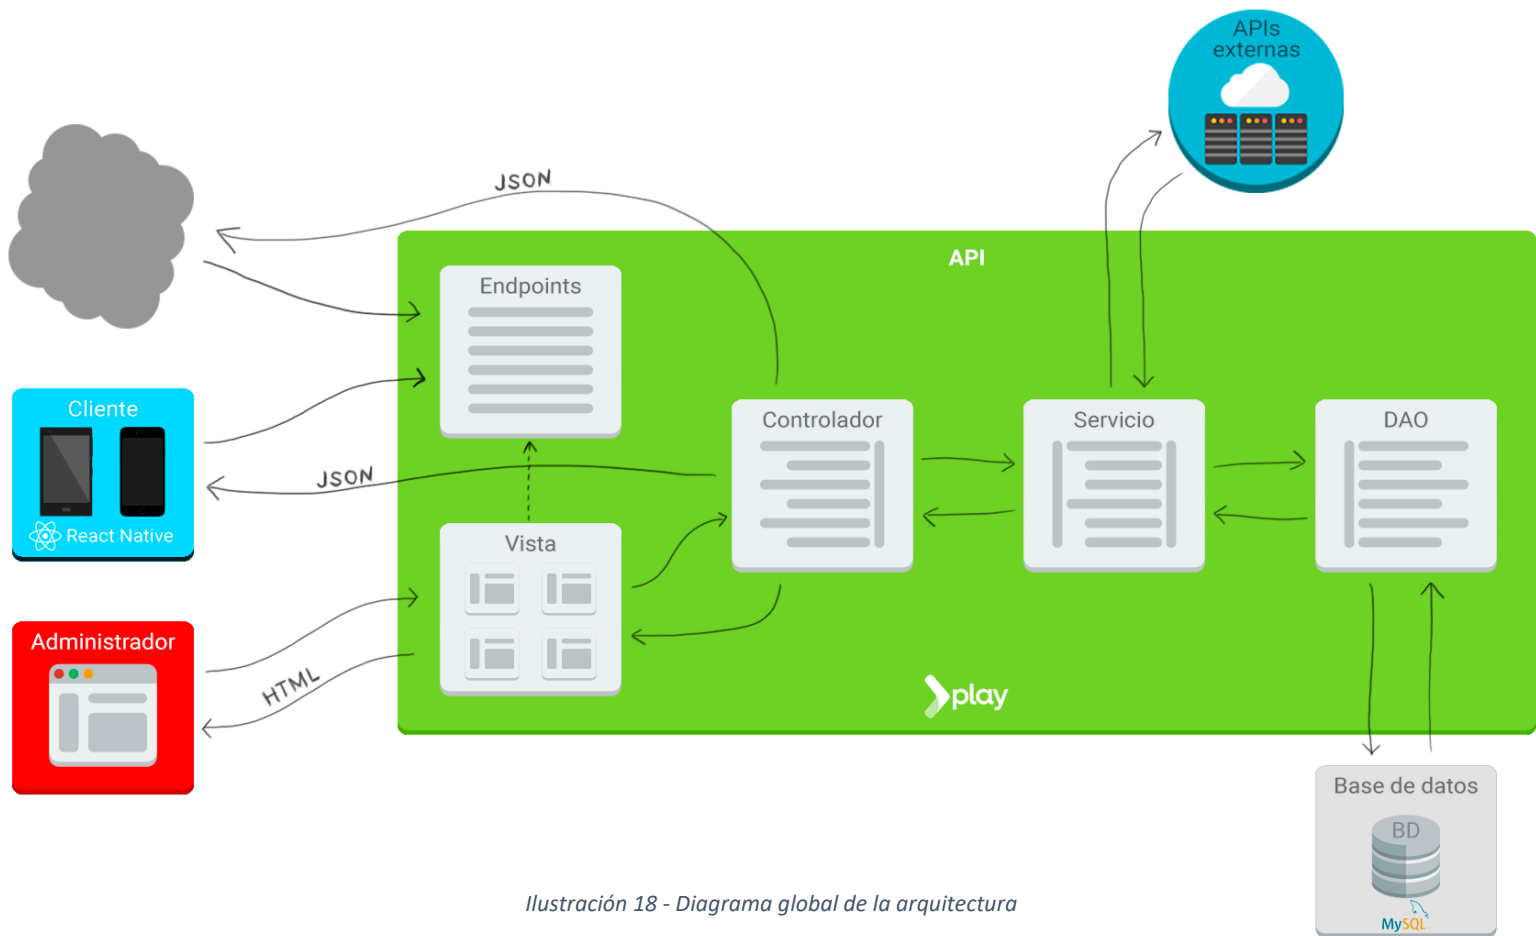 APIs
externas
JSON
API
Endpoints
Cliente
React Native
JSON
Controlador
Servicio
DAO
Vista
Administrador
HTML
play
Base de datos
BD
MySQL
Ilustración 18 - Diagrama global de la arquitectura